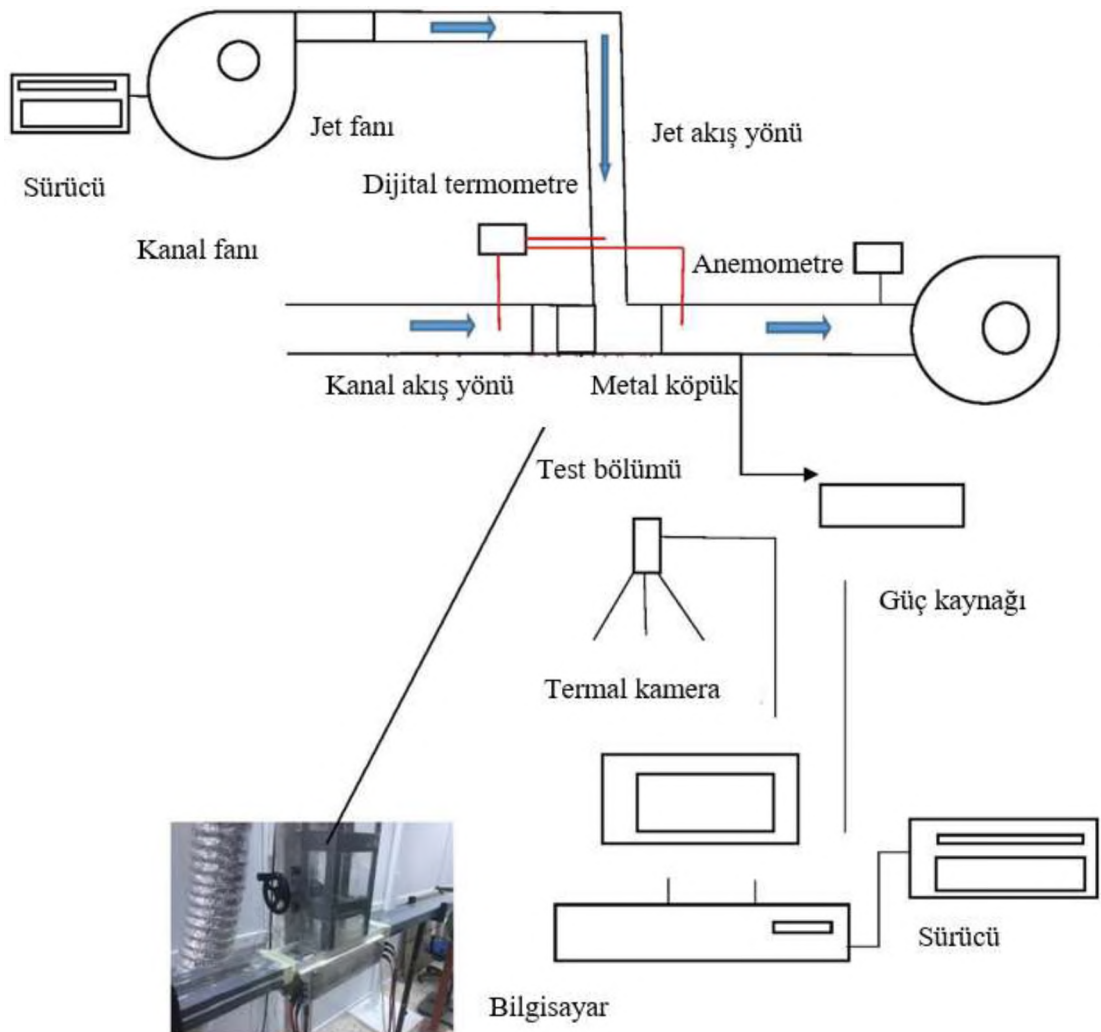 Jet fanı
Jet akış yönü
Sürücü
Dijital termometre
Kanal fanı
Anemometre
Kanal akış yönü
Metal köpük
Test bölümü
Güç kaynağı
Termal kamera
Sürücü
Bilgisayar